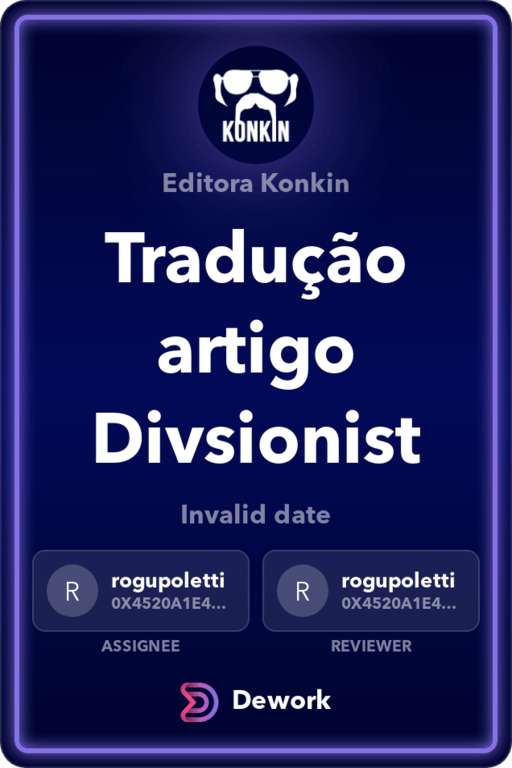 KONKIN
Editora Konkin
Tradução
artigo
Divsionist
Invalid date
R
rogupoletti
0X4520A1E4...
R
rogupoletti
0X4520A1E4...
ASSIGNEE
REVIEWER
Dework